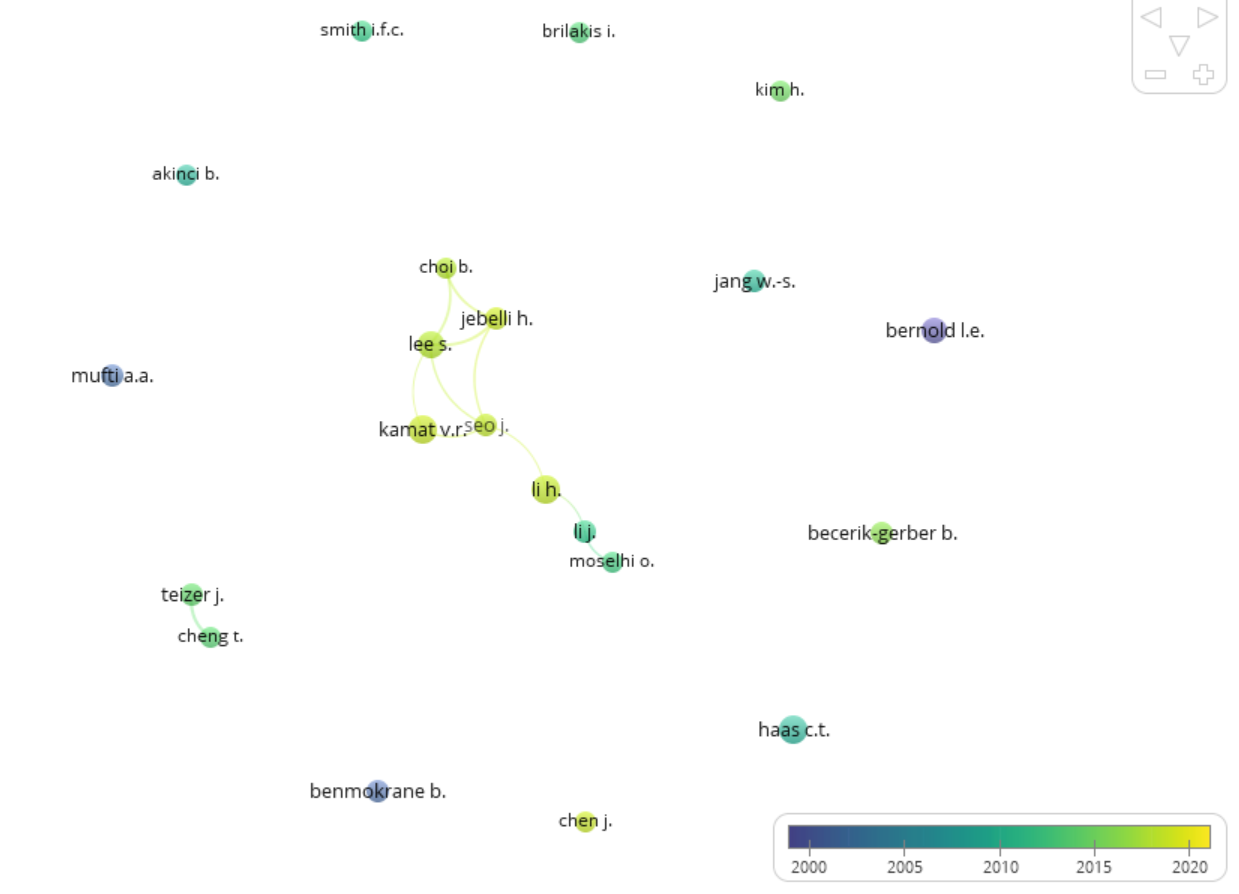 smith i.f.c.
brilakis i.
kim h.
akinci b.
choi b.
jang w.-s.
jebelli h.
bernold l.e.
lee s.
mufti a.a.
kamat v.r.
seo j.
li h.
li j.
becerik-gerber b.
moselhi o.
teizer j.
cheng t.
haas c.t.
benmokrane b.
chen j.
2000 2005 2010 2015 2020